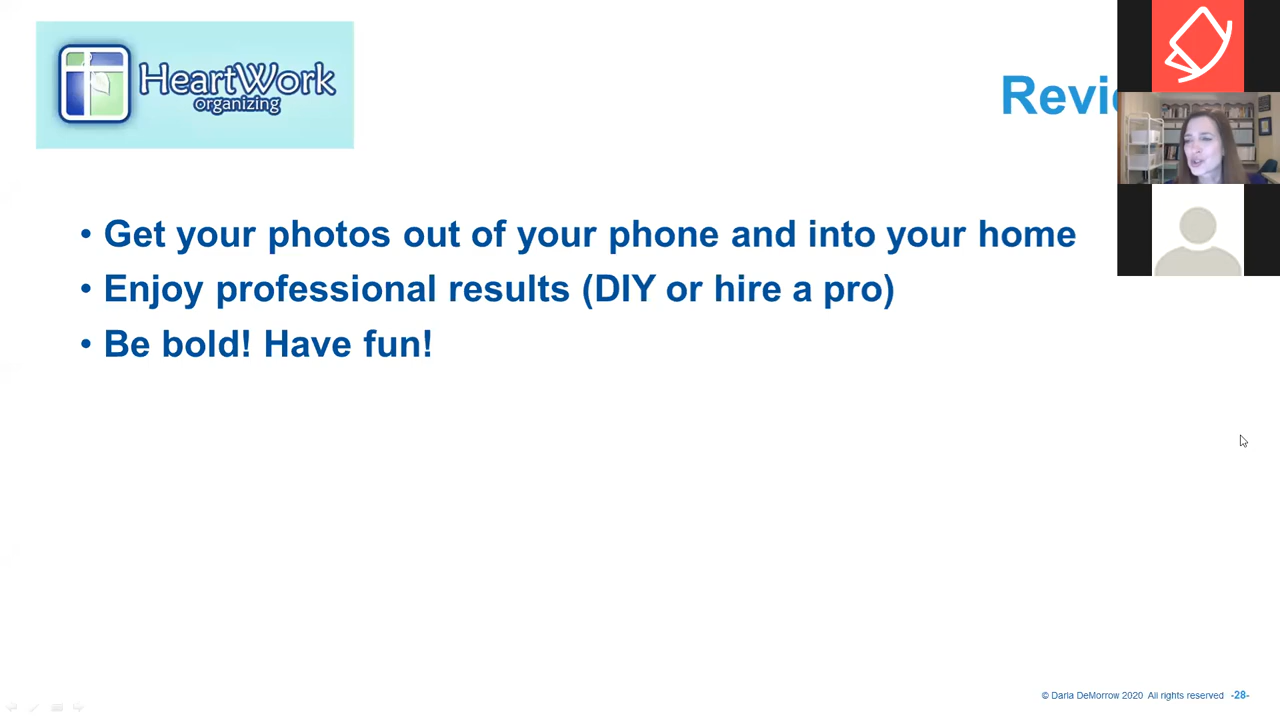 HeartWork
organizing
• Get your photos out of your phone and into your home
• Enjoy professional results (DIY or hire a pro)
• Be bold! Have fun!
© Darla DeMorrow 2020 All rights reserved -28-